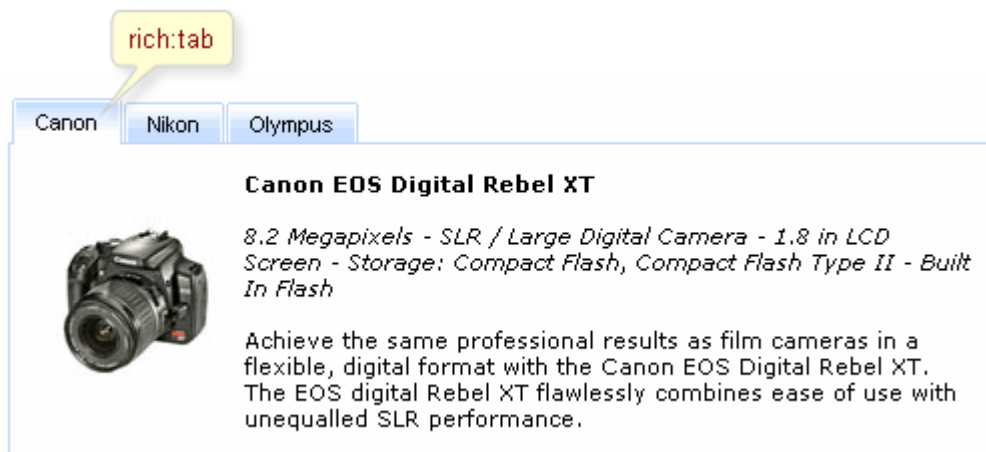 rich:tab
Canon Nikon Olympus
Canon EOS Digital Rebel XT
8.2 Megapixels - SLR / Large Digital Camera - 1.8 in LCD
Screen - Storage: Compact Flash, Compact Flash Type II - Built
In Flash
Achieve the same professional results as film cameras in a
flexible, digital format with the Canon EOS Digital Rebel XT.
The EOS digital Rebel XT flawlessly combines ease of use with
unequalled SLR performance.